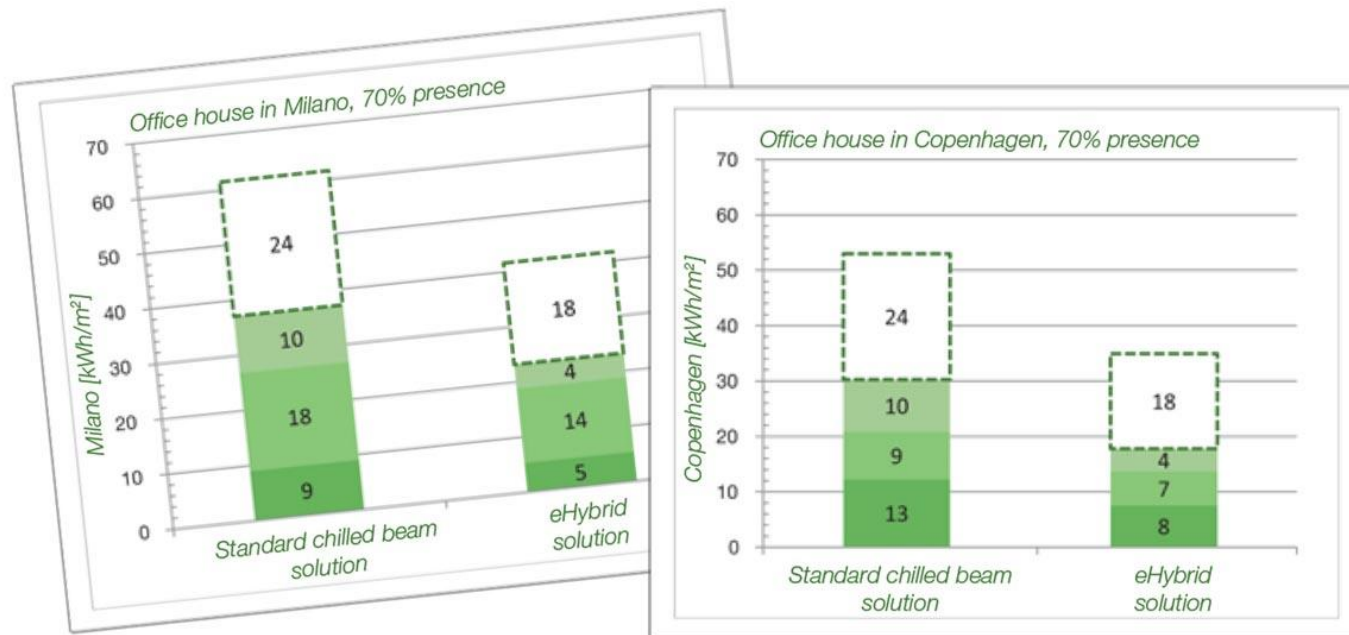 Office house in Milano, 70% presence
Milano [kWh/m²]
70
60
50
40
30
20
10
0
24
10
18
9
18
4
14
5
Standard chilled beam
solution
eHybrid
solution
Office house in Copenhagen, 70% presence
Copenhagen [kWh/m²]
70
60
50
40
30
20
10
0
24
10
9
13
18
4
7
8
Standard chilled beam
solution
eHybrid
solution